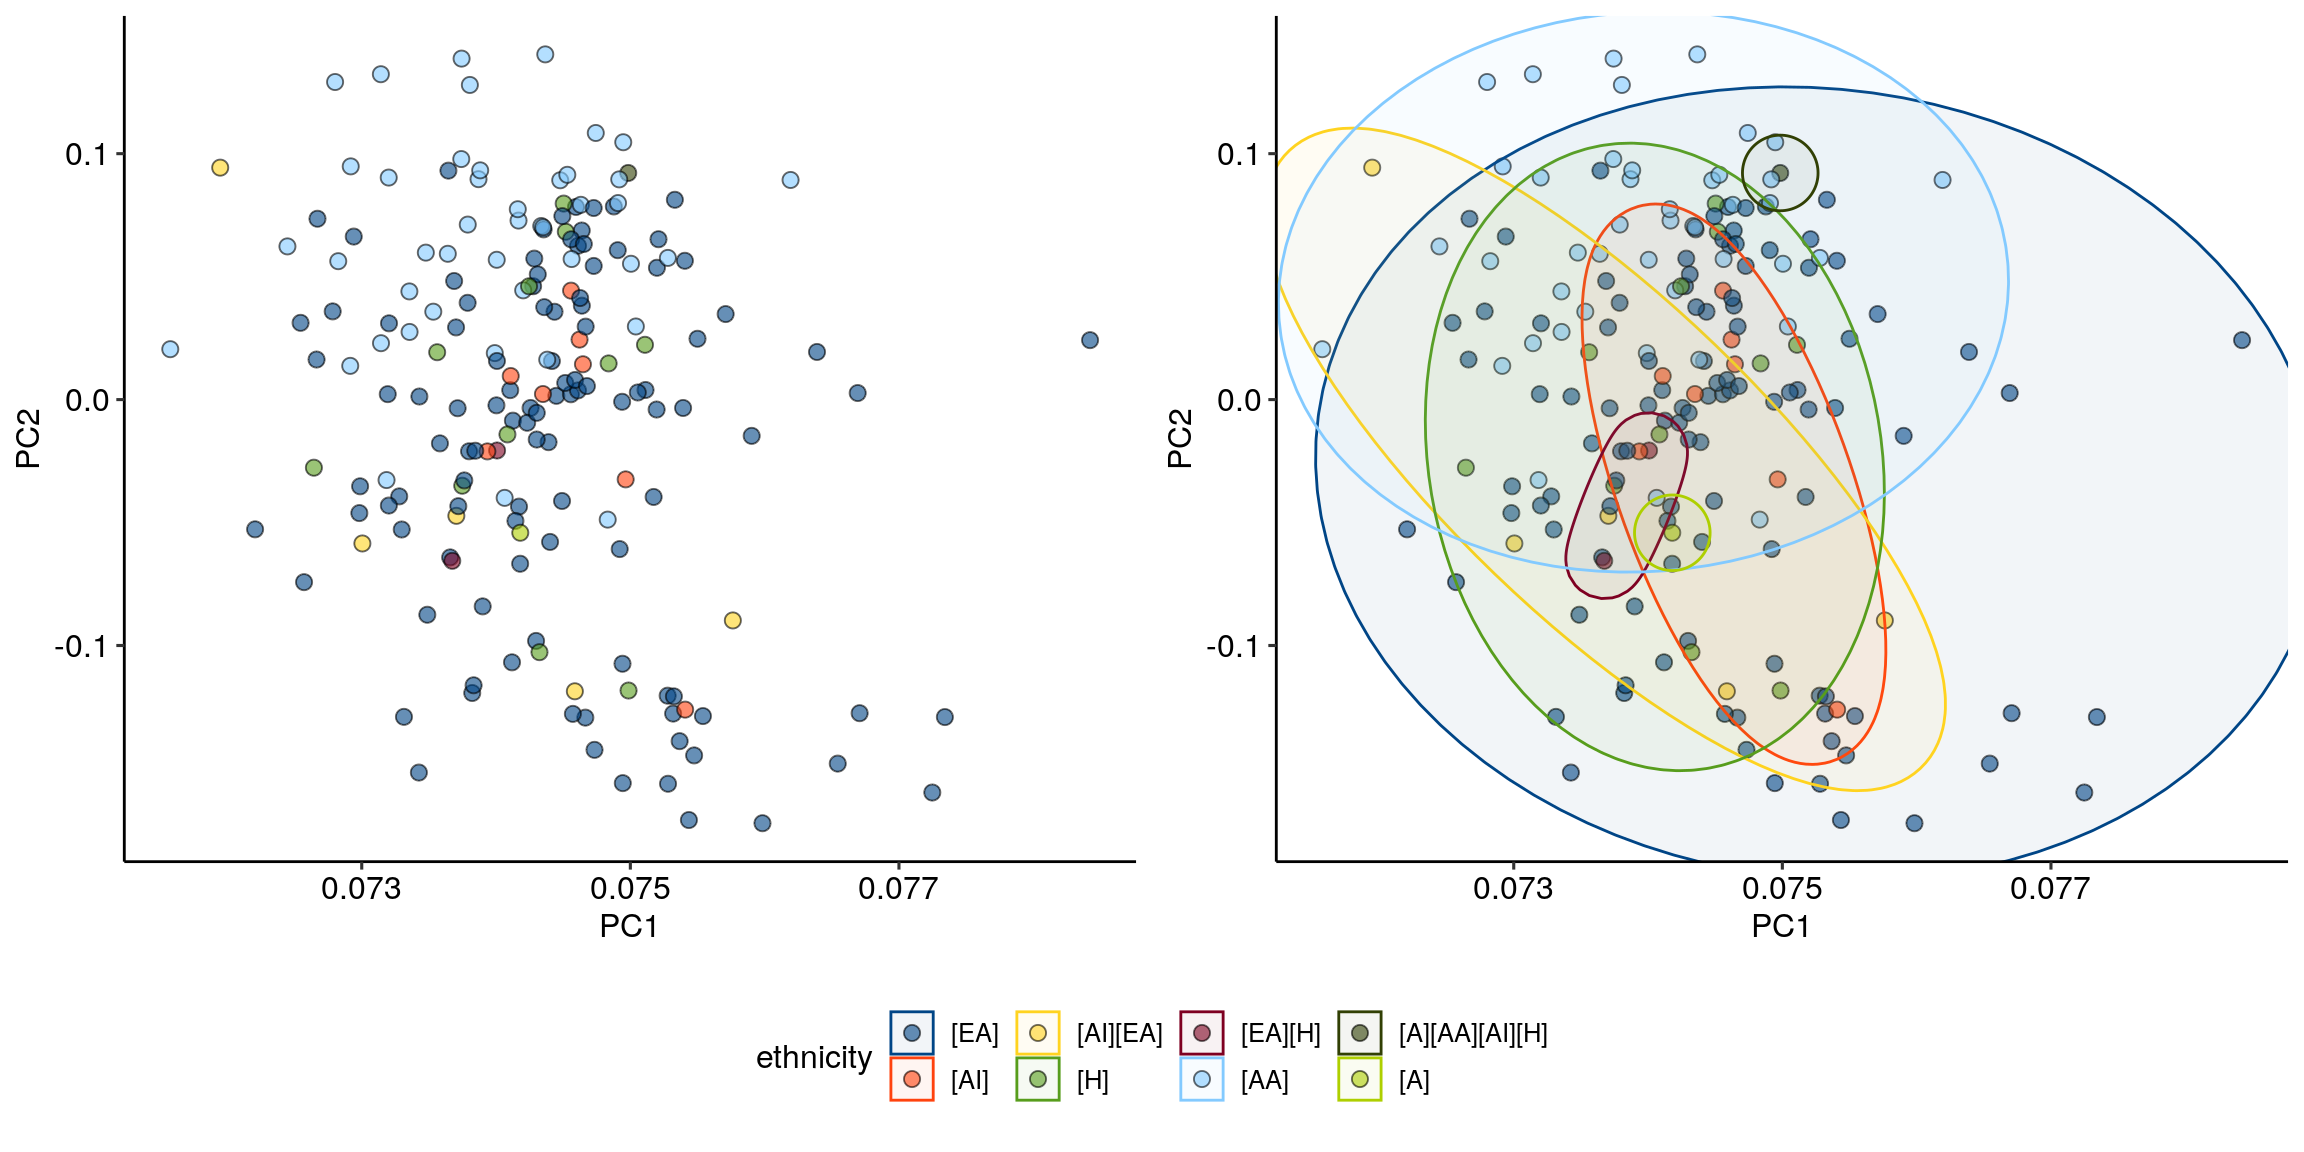 PC2
0.1
0.0
-0.1
0.073 0.075 0.077
PC1
PC2
0.1
0.0
-0.1
0.073 0.075 0.077
PC1
ethnicity
[EA] [AI][EA] [EA][H] [A][AA][AI][H]
[AI] [H] [AA] [A]